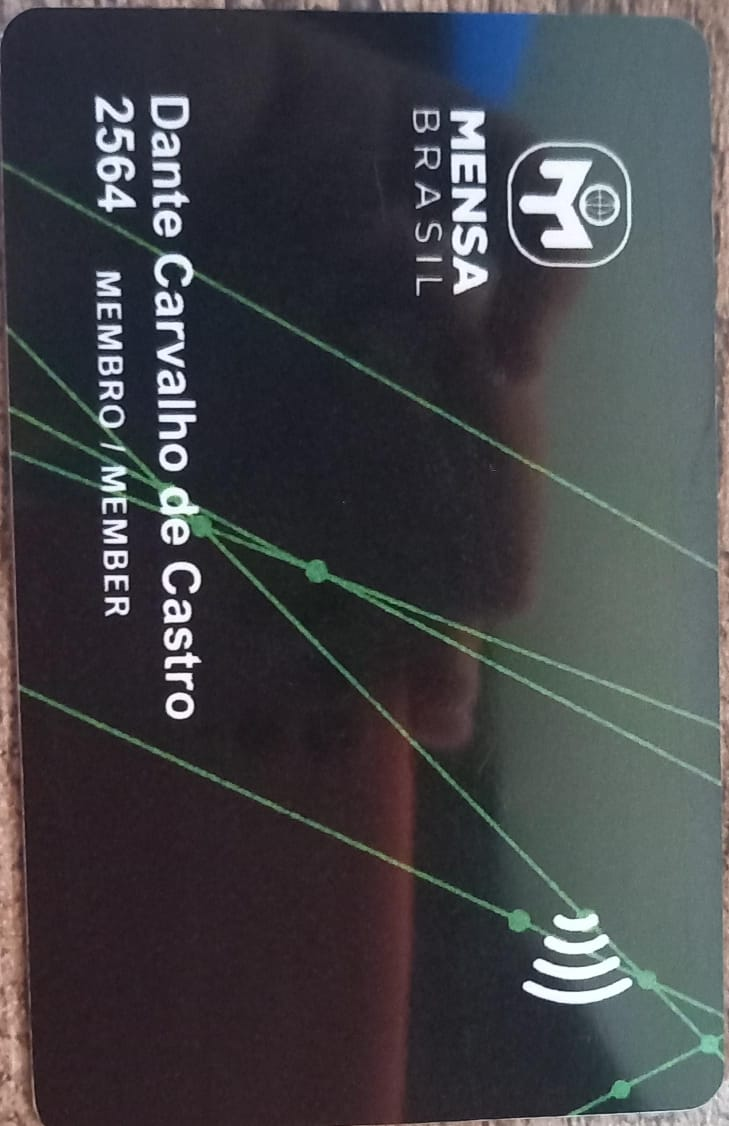 MENSA
BRASIL
Dante Carvalho de Castro
2564 MEMBRO / MEMBER